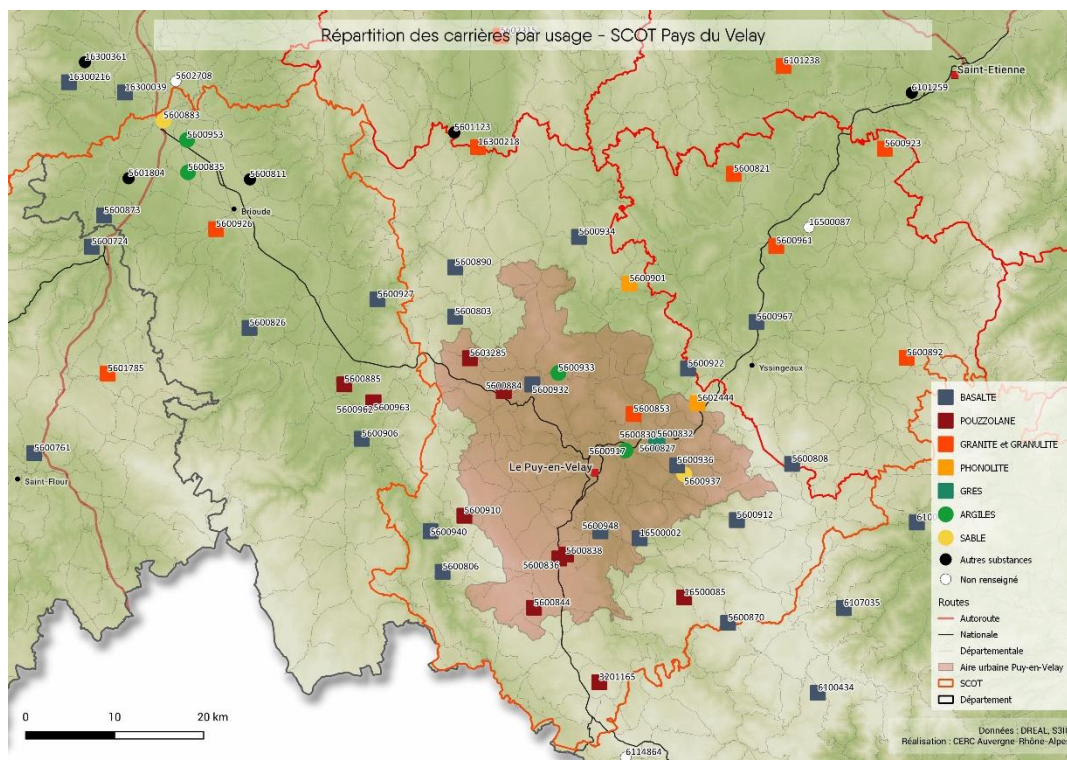 Répartition des carrières par usage - SCOT Pays du Velay
16300361
16300216
16300039
5602708
6101238
Saint-Etienne
6101259
5600883
5600953
5601123
16300218
5600923
5600835
5601804
5600811
5600821
5600873
Brioude
5600926
5600724
5600934
16500087
5600961
5600890
5600901
5600927
5600803
5600826
5600967
5603285
5600933
5600922
Yssingeaux
5600892
5601785
5600885
5600884
5600932
5602444
5600962
5600963
5600853
5600906
5600830
5600832
5600827
5600917
5600761
Saint-Flour
Le Puy-en-Velay
5600936
5600937
5600808
5600910
5600940
5600948
16500002
5600912
5600838
5600836
5600806
5600844
16500085
5600870
6107035
3201165
6100434
6114864
BASALTE
POUZZOLANE
GRANITE et GRANULITE
PHONOLITE
GRES
ARGILES
SABLE
Autres substances
Non renseigné
Routes
Autoroute
Nationale
Départementale
Aire urbaine Puy-en-Velay
SCOT
Département
0 10 20 km
Données : DREAL, S3IC
Réalisation : CERC Auvergne-Rhône-Alpes